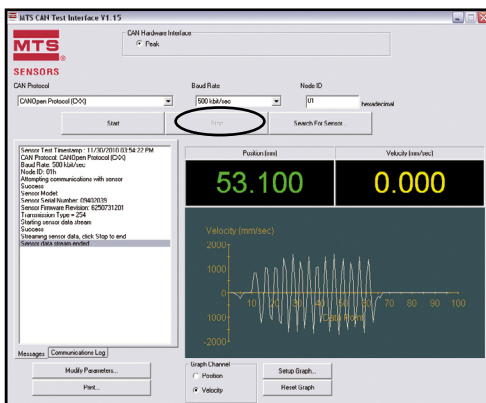 MTS CAN Test Interface V1.15
MTS
®
SENSORS
CAN Hardware Interface
Peak
CAN Protocol
Baud Rate
Node ID
CANOpen Protocol (CXX)
500 kbit/sec
01
hexadecimal
Start
Stop
Search For Sensor...
Sensor Test Timestamp : 11/30/2010 03:54:22 PM
CAN Protocol: CANOpen Protocol (CXX)
Baud Rate: 500 kbit/sec
Node ID: 01h
Attempting communications with sensor
Success
Sensor Model:
Sensor Serial Number: 09402039
Sensor Firmware Revision: 6250731201
Transmission Type = 254
Starting sensor data stream
Success
Streaming sensor data, click Stop to end
Sensor data stream ended
Messages
Communications Log
Position (mm)
Velocity (mm/sec)
53.100
0.000
Velocity (mm/sec)
2000
1000
0
1000
-2000
10 20 30 40 50 60 70 80 90 100
Data Point
Modify Parameters...
Print...
Graph Channel
Position
Velocity
Setup Graph...
Reset Graph